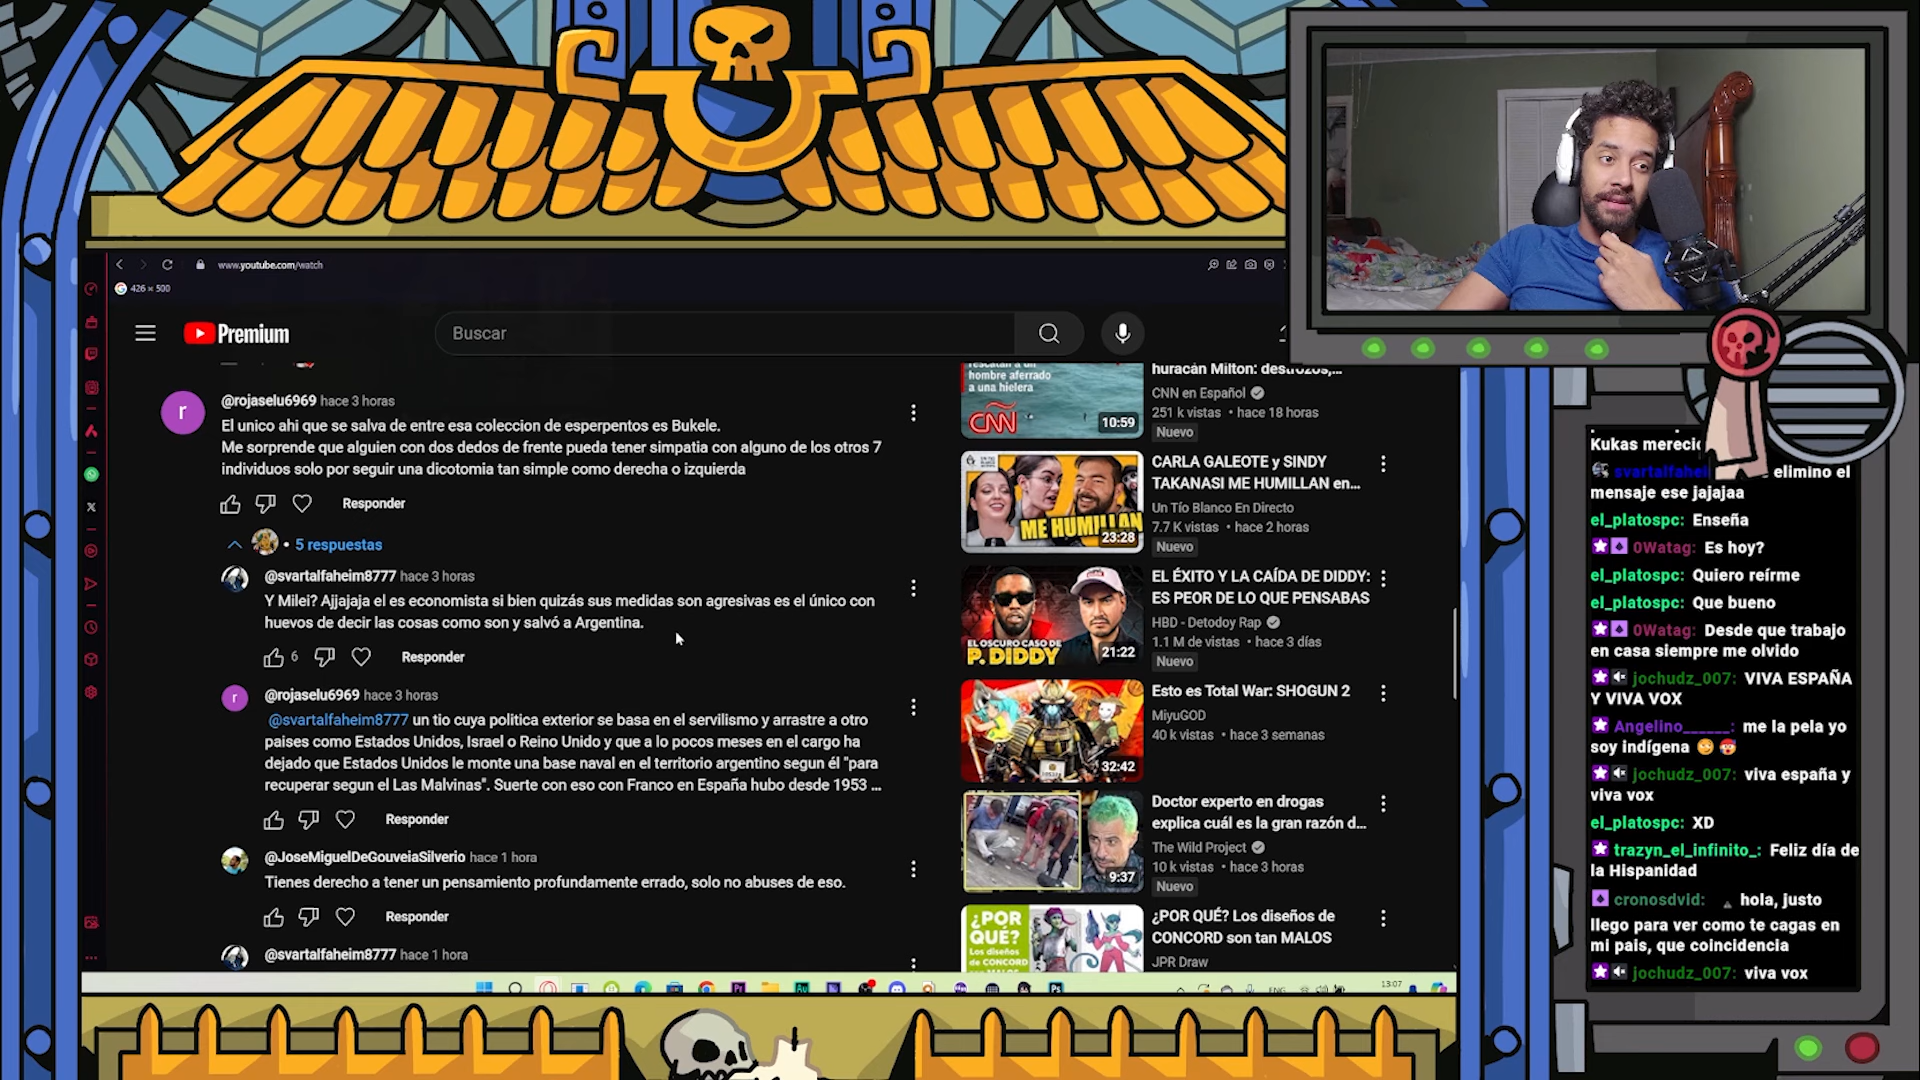 www.youtube.com/watch
426 × 500
Premium
Buscar
@rojaselu6969 hace 3 horas
El unico ahi que se salva de entre esa coleccion de esperpentos es Bukele.
Me sorprende que alguien con dos dedos de frente pueda tener simpatia con alguno de los otros 7
individuos solo por seguir una dicotomia tan simple como derecha o izquierda
Responder
• 5 respuestas
@svartalfaheim8777 hace 3 horas
Y Milei? Ajjajaja el es economista si bien quizás sus medidas son agresivas es el único con
huevos de decir las cosas como son y salvó a Argentina.
6
Responder
r
@rojaselu6969 hace 3 horas
@svartalfaheim8777 un tio cuya politica exterior se basa en el servilismo y arrastre a otro
paises como Estados Unidos, Israel o Reino Unido y que a lo pocos meses en el cargo ha
dejado que Estados Unidos le monte una base naval en el territorio argentino segun él "para
recuperar segun el Las Malvinas". Suerte con eso con Franco en España hubo desde 1953 ...
Responder
@JoseMiguelDeGouveiaSilverio hace 1 hora
Tienes derecho a tener un pensamiento profundamente errado, solo no abuses de eso.
Responder
@svartalfaheim8777 hace 1 hora
r
hombre aferrado
a una hielera
CNN
10:59
huracán Milton: destrozos,...
CNN en Español
251 k vistas • hace 18 horas
Nuevo
ME HUMILLAN
23:28
CARLA GALEOTE y SINDY
TAKANASI ME HUMILLAN en...
Un Tío Blanco En Directo
7.7 K vistas • hace 2 horas
Nuevo
EL OSCURO CASO DE
P. DIDDY
21:22
EL ÉXITO Y LA CAÍDA DE DIDDY:
ES PEOR DE LO QUE PENSABAS
HBD - Detodoy Rap
1.1 M de vistas • hace 3 días
Nuevo
32:42
Esto es Total War: SHOGUN 2
MiyuGOD
40 k vistas • hace 3 semanas
9:37
Doctor experto en drogas
explica cuál es la gran razón d...
The Wild Project
10 k vistas • hace 3 horas
Nuevo
¿POR
QUÉ?
Los diseños
de CONCORD
¿POR QUÉ? Los diseños de
CONCORD son tan MALOS
JPR Draw
ENG
13:07
Kukas
elimino el
mensaje ese jajajaa
el_platospc: Enseña
0Watag: Es hoy?
el_platospc: Quiero reírme
el_platospc: Que bueno
0Watag: Desde que trabajo
en casa siempre me olvido
jochudz_007: VIVA ESPAÑA
Y VIVA VOX
Angelino______: me la pela yo
soy indígena
jochudz_007: viva españa y
viva vox
el_platospc: XD
trazyn_el_infinito_: Feliz día de
la Hispanidad
cronosdvid: hola, justo
llego para ver como te cagas en
mi pais, que coincidencia
jochudz_007: viva vox